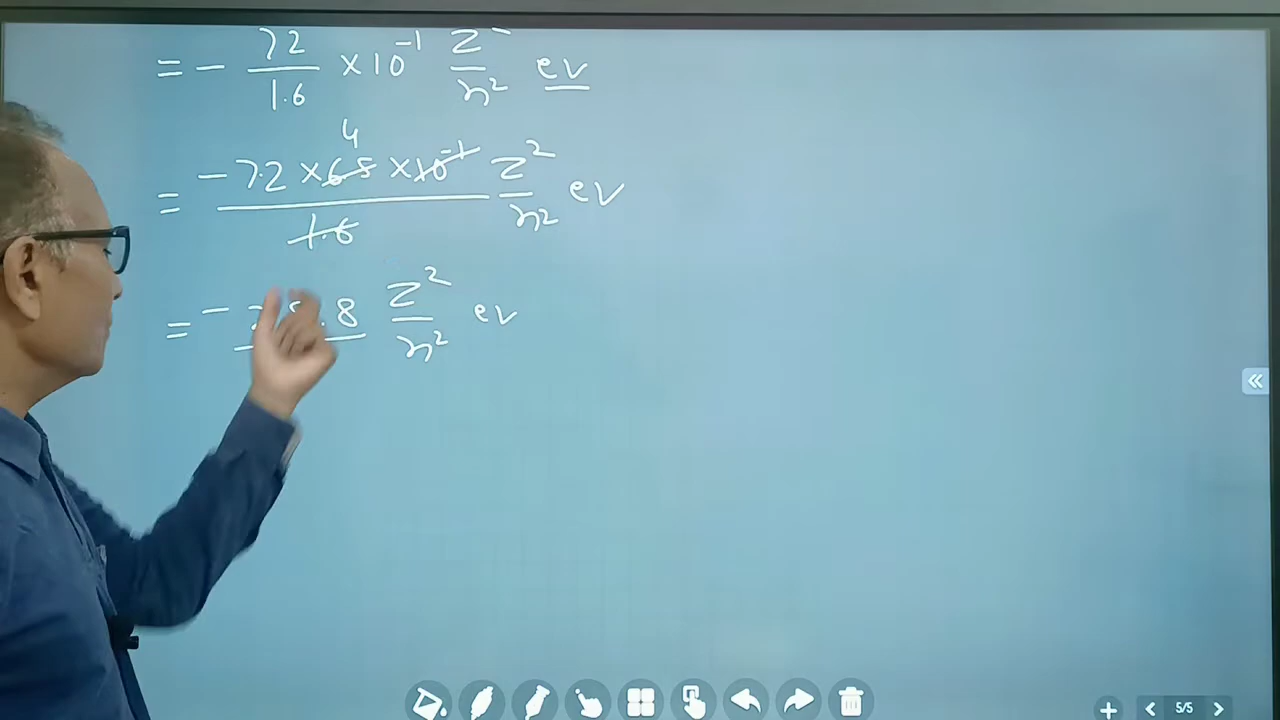 = - 72/1.6 × 10⁻¹ Z/n² ev
4
= -7.2 × 6.5 × 10⁻¹/1.6 Z²/n² ev
= - 8 Z²/n² ev
5/5